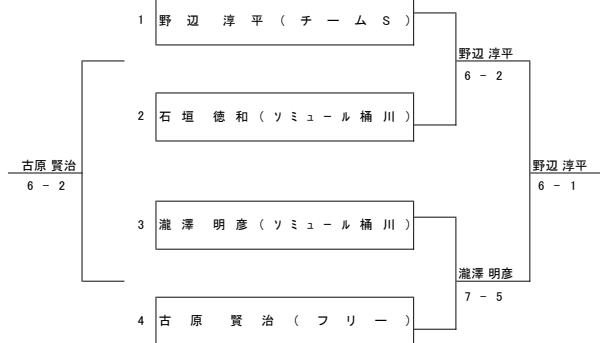 1 野辺 淳平 (チームS)
野辺 淳平
6 - 2
2 石垣 徳和 (ソミュール桶川)
古原 賢治
6 - 2
野辺 淳平
6 - 1
3 瀧澤 明彦 (ソミュール桶川)
瀧澤 明彦
7 - 5
4 古原 賢治 (フリー)